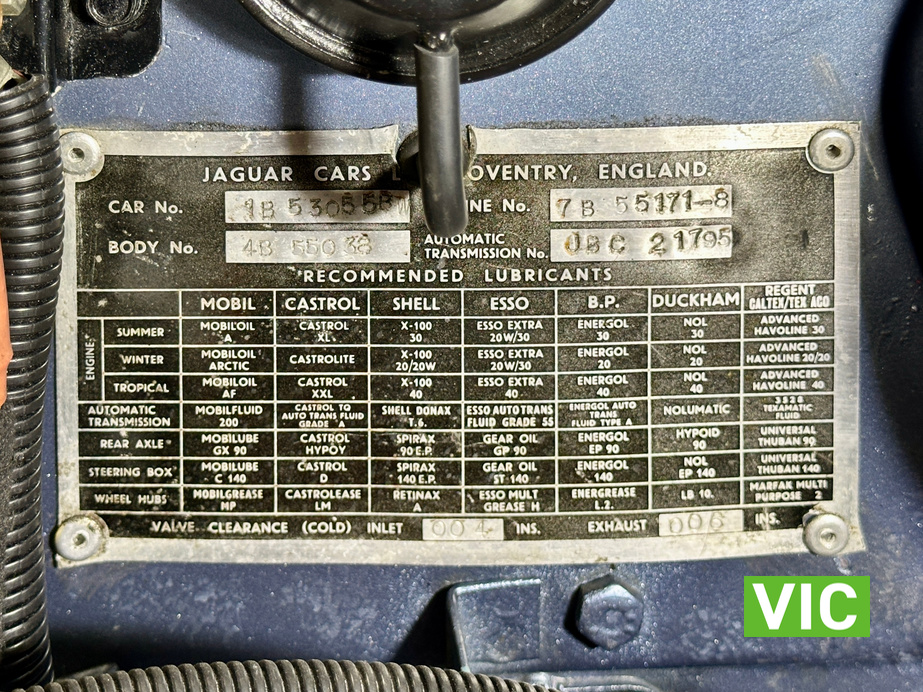 JAGUAR CARS L OVENTRY, ENGLAND.
CAR No. 1B 53055BW INE No. 7B 55171-8
BODY No. 4B 55038 AUTOMATIC TRANSMISSION No. JBC 21795
RECOMMENDED LUBRICANTS
MOBIL CASTROL SHELL ESSO B.P. DUCKHAM REGENT CALTEX/TEXACO
ENGINE
SUMMER MOBILOIL A CASTROL XL X-100 30 ESSO EXTRA 20W/30 ENERGOL 30 NOL 30 ADVANCED HAVOLINE 30
WINTER MOBILOIL ARCTIC CASTROLITE X-100 20/20W ESSO EXTRA 20W/30 ENERGOL 20 NOL 20 ADVANCED HAVOLINE 20/20
TROPICAL MOBILOIL AF CASTROL XXL X-100 40 ESSO EXTRA 40 ENERGOL 40 NOL 40 ADVANCED HAVOLINE 40
AUTOMATIC TRANSMISSION MOBILFLUID 200 CASTROL TQ AUTO TRANS FLUID GRADE A SHELL DONAX T.6. ESSO AUTO TRANS FLUID GRADE 55 ENERGOL AUTO TRANS FLUID TYPE A NOLUMATIC 3528 TEXAMATIC FLUID
REAR AXLE MOBILUBE GX 90 CASTROL HYPOY SPIRAX 90 E.P. GEAR OIL GP 90 ENERGOL EP 90 HYPOID 90 UNIVERSAL THUBAN 90
STEERING BOX MOBILUBE C 140 CASTROL D SPIRAX 140 E.P. GEAR OIL ST 140 ENERGOL 140 NOL EP 140 UNIVERSAL THUBAN 140
WHEEL HUBS MOBILGREASE MP CASTROLEASE LM RETINAX A ESSO MULT GREASE H ENERGREASE L.2. LB 10. MARFAK MULTI PURPOSE 2
VALVE CLEARANCE (COLD) INLET 004 INS. EXHAUST 006 INS.
VIC